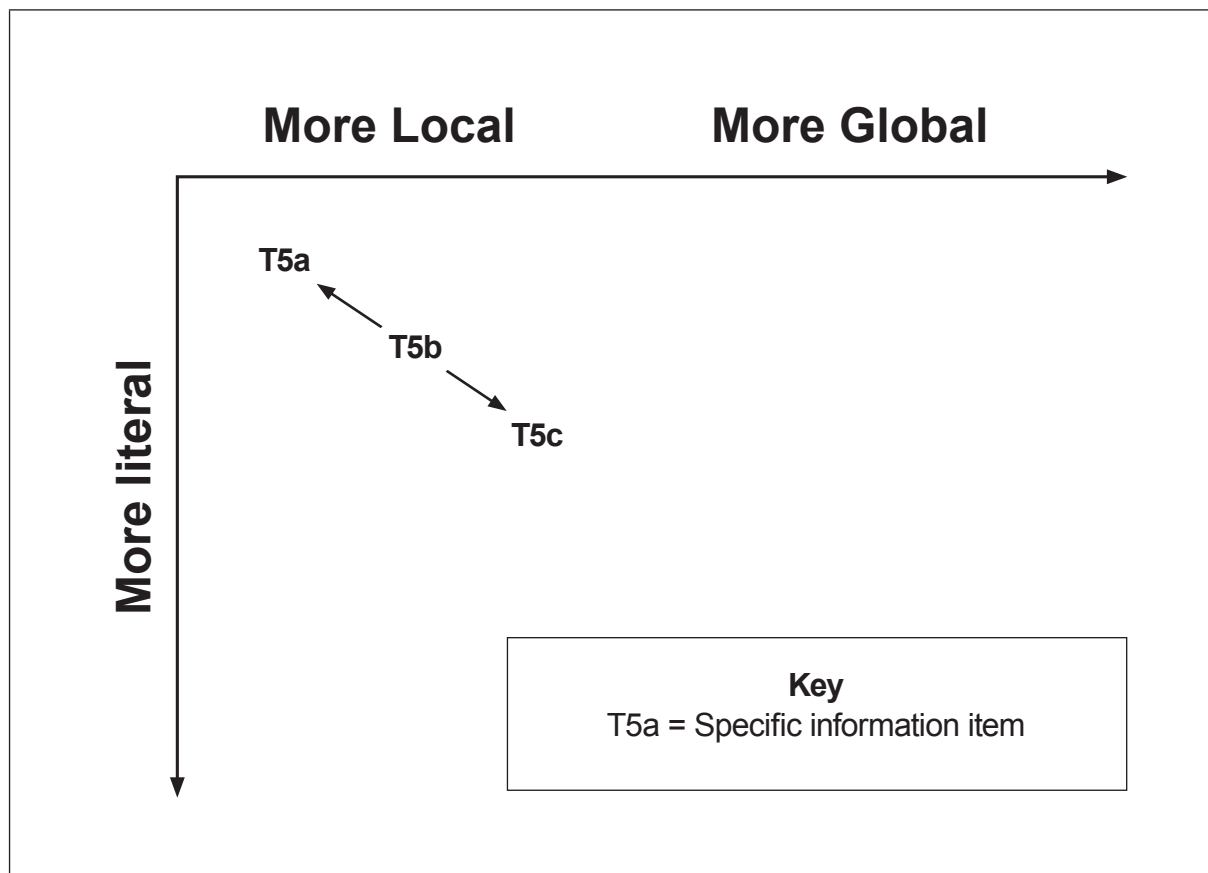 More Local More Global
T5a
T5b
T5c
More literal
Key
T5a = Specific information item